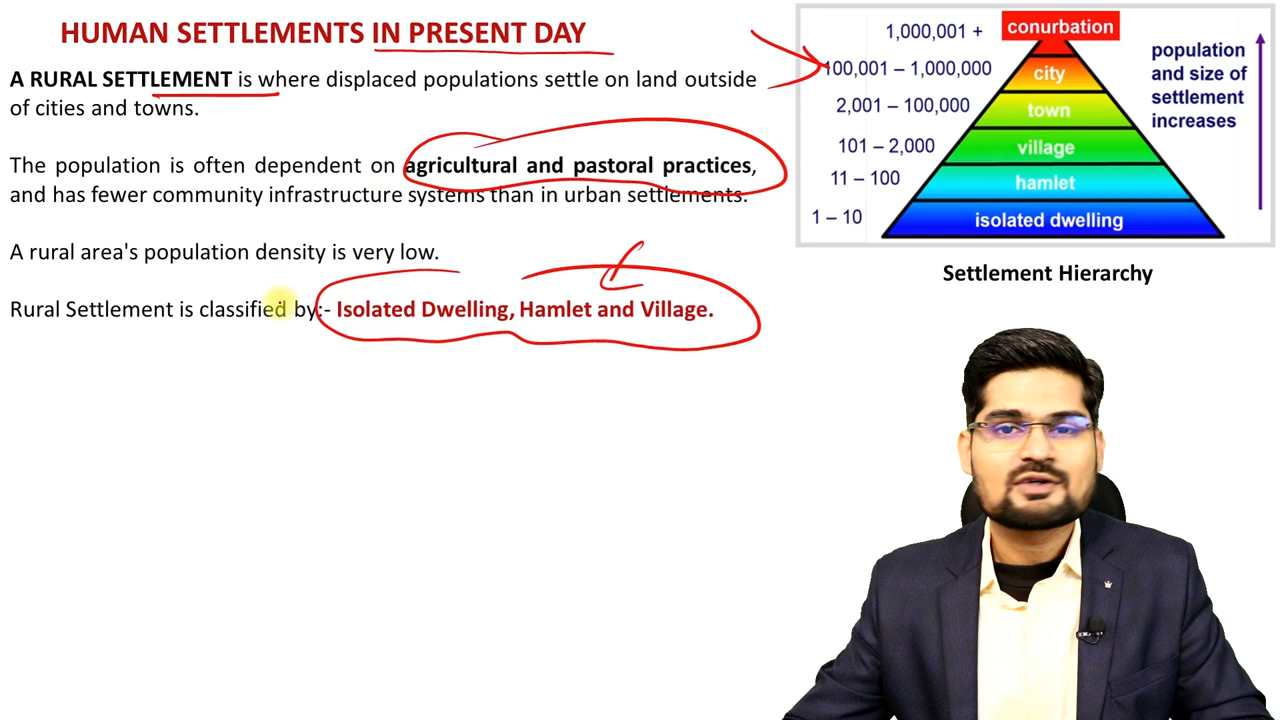 HUMAN SETTLEMENTS IN PRESENT DAY
A RURAL SETTLEMENT is where displaced populations settle on land outside
of cities and towns.
The population is often dependent on agricultural and pastoral practices,
and has fewer community infrastructure systems than in urban settlements.
A rural area's population density is very low.
Rural Settlement is classified by:- Isolated Dwelling, Hamlet and Village.
1,000,001 + conurbation
100,001 – 1,000,000 city
2,001 – 100,000 town
101 – 2,000 village
11 – 100 hamlet
1 – 10 isolated dwelling
population
and size of
settlement
increases
Settlement Hierarchy